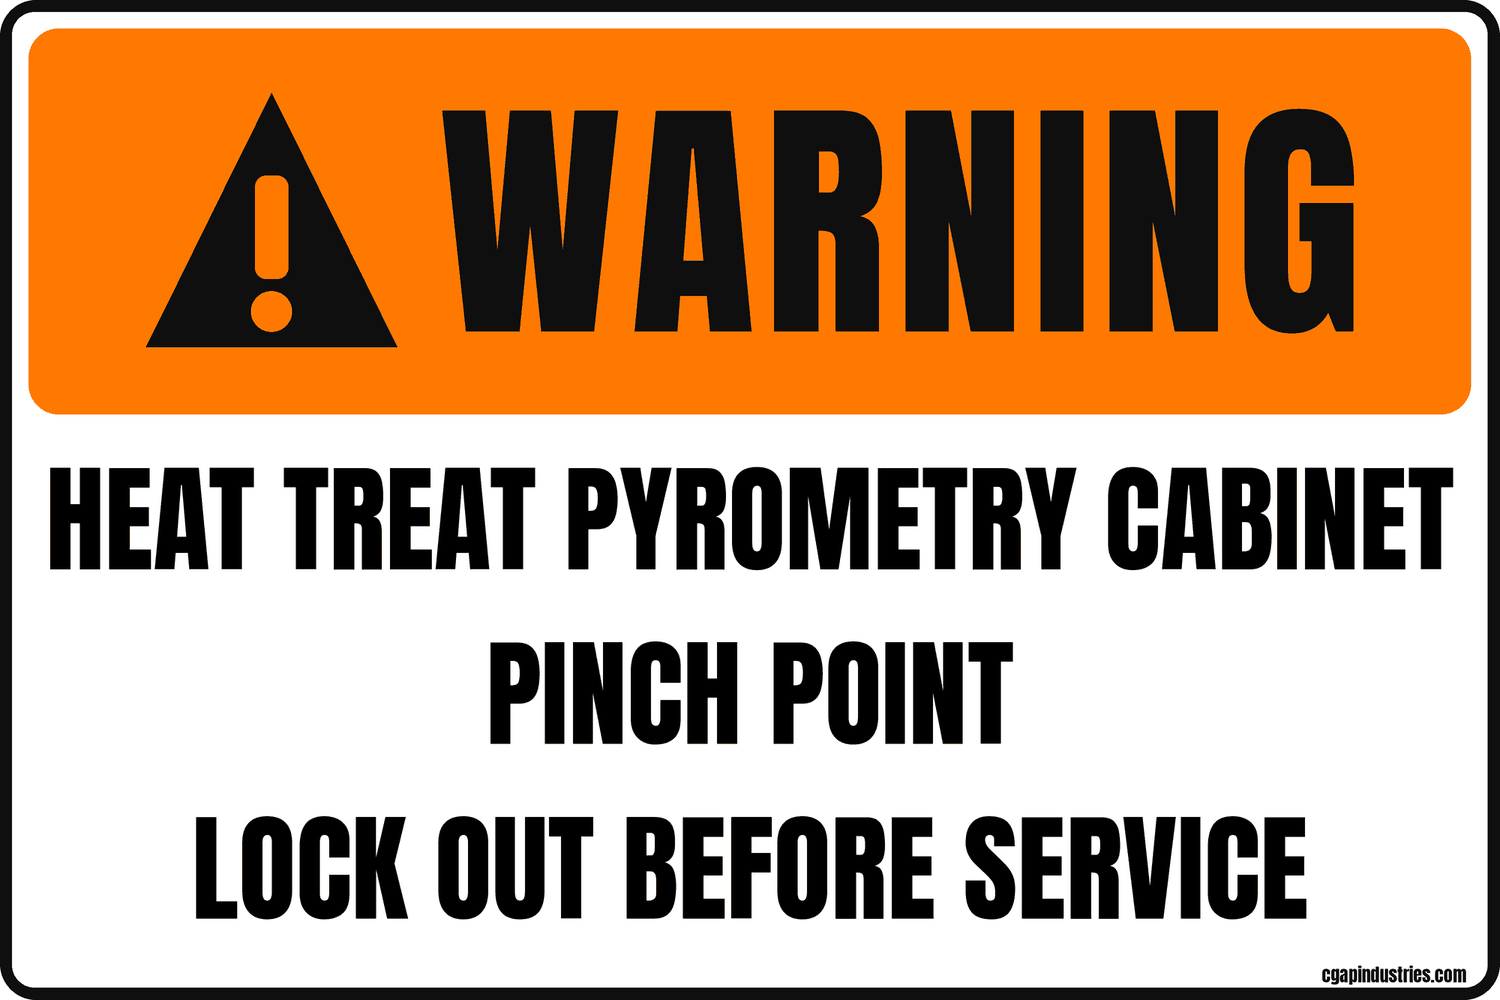 WARNING
HEAT TREAT PYROMETRY CABINET
PINCH POINT
LOCK OUT BEFORE SERVICE
cgapindustries.com